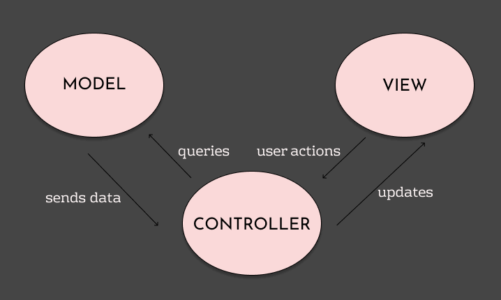 MODEL
VIEW
queries
user actions
sends data
updates
CONTROLLER